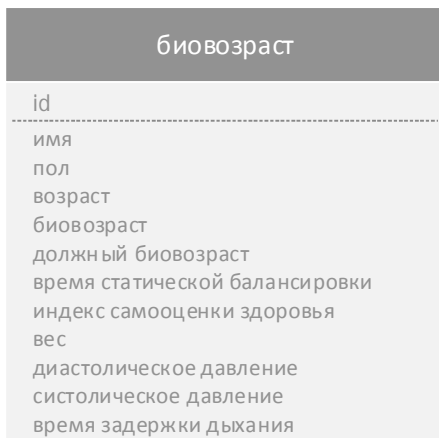 биовозраст
id
имя
пол
возраст
биовозраст
должный биовозраст
время статической балансировки
индекс самооценки здоровья
вес
диастолическое давление
систолическое давление
время задержки дыхания